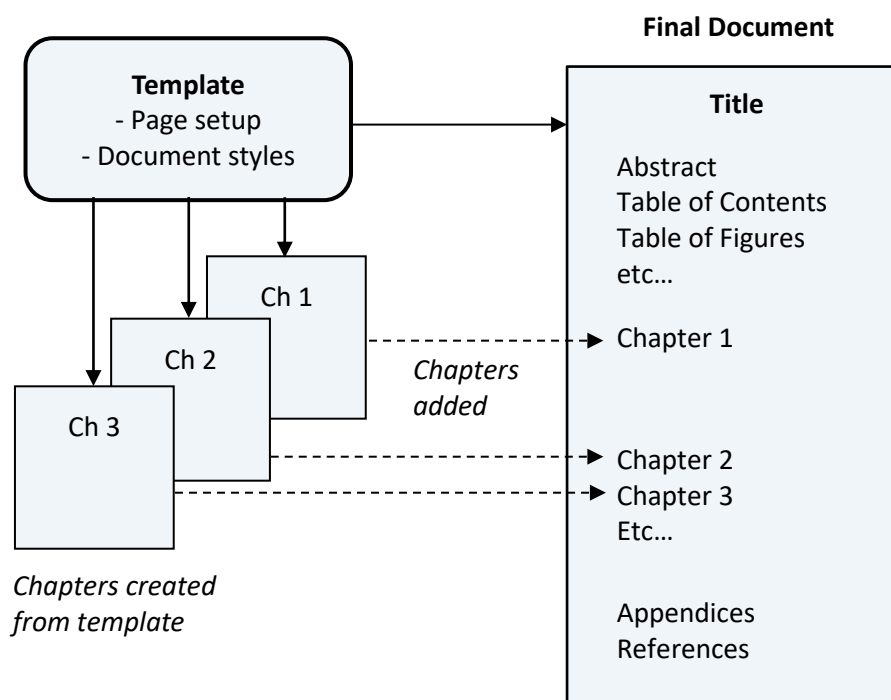 Final Document
Template
- Page setup
- Document styles
Title
Abstract
Table of Contents
Table of Figures
etc...
Ch 1
Ch 2
Ch 3
Chapters
added
Chapter 1
Chapter 2
Chapter 3
Etc...
Chapters created
from template
Appendices
References